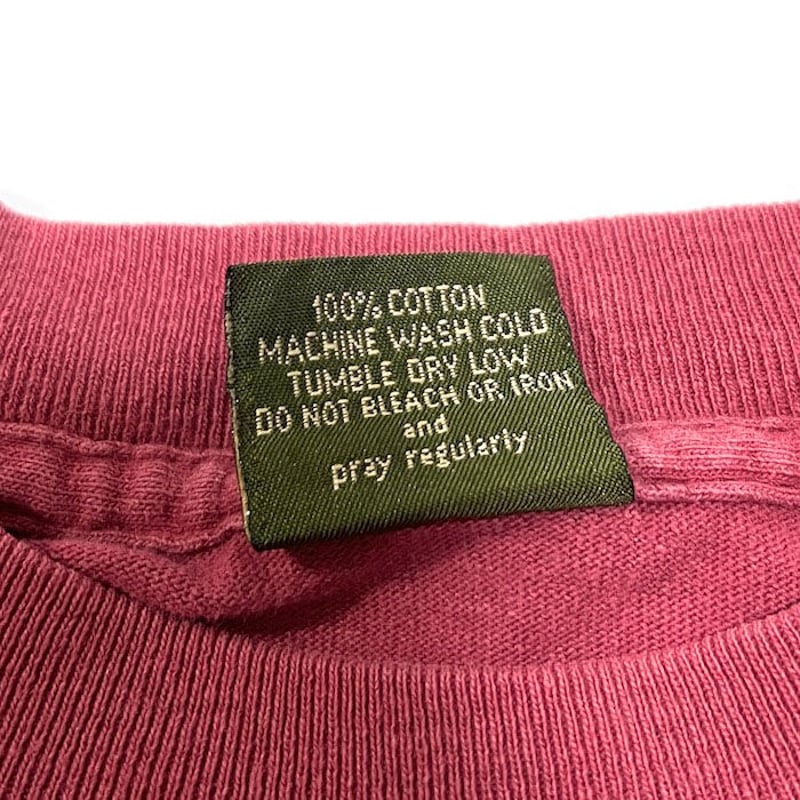 100% COTTON
MACHINE WASH COLD
TUMBLE DRY LOW
DO NOT BLEACH OR IRON
and
pray regularly